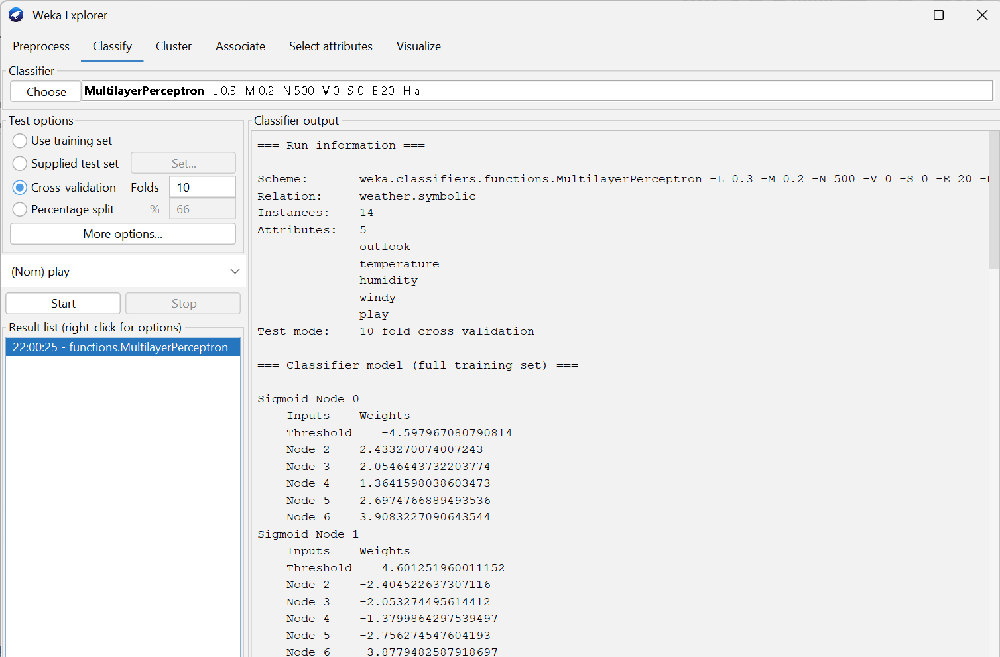 Weka Explorer
Preprocess Classify Cluster Associate Select attributes Visualize
Classifier
Choose MultilayerPerceptron -L 0.3 -M 0.2 -N 500 -V 0 -S 0 -E 20 -H a
Test options
Use training set
Supplied test set Set...
Cross-validation Folds 10
Percentage split % 66
More options...
(Nom) play
Start Stop
Result list (right-click for options)
22:00:25 - functions.MultilayerPerceptron
Classifier output
=== Run information ===
Scheme: weka.classifiers.functions.MultilayerPerceptron -L 0.3 -M 0.2 -N 500 -V 0 -S 0 -E 20
Relation: weather.symbolic
Instances: 14
Attributes: 5
outlook
temperature
humidity
windy
play
Test mode: 10-fold cross-validation
=== Classifier model (full training set) ===
Sigmoid Node 0
Inputs Weights
Threshold -4.597967080790814
Node 2 2.433270074007243
Node 3 2.0546443732203774
Node 4 1.3641598038603473
Node 5 2.6974766889493536
Node 6 3.90832270906435​44
Sigmoid Node 1
Inputs Weights
Threshold 4.601251960011152
Node 2 -2.404522637307116
Node 3 -2.053274495614412
Node 4 -1.3799864297539497
Node 5 -2.756274547604193
Node 6 -3.8779482587918697